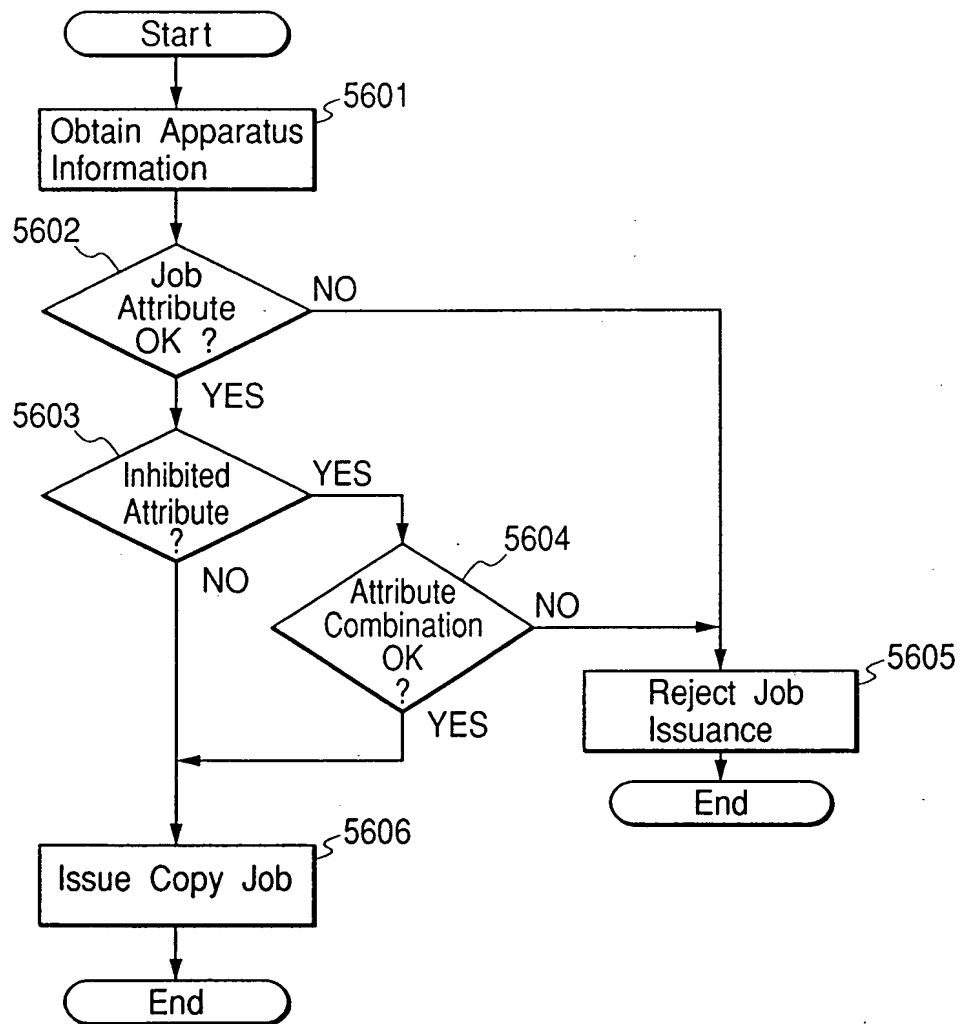 Start
5601
Obtain Apparatus
Information
5602
Job
Attribute
OK ?
NO
YES
5603
Inhibited
Attribute
?
YES
NO
5604
Attribute
Combination
OK
?
NO
YES
5605
Reject Job
Issuance
End
5606
Issue Copy Job
End